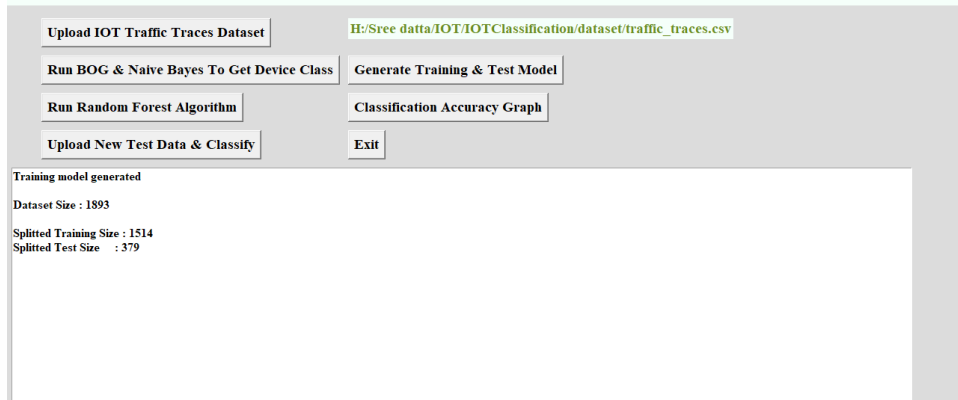 Upload IOT Traffic Traces Dataset
H:/Sree datta/IOT/IOTClassification/dataset/traffic_traces.csv
Run BOG & Naive Bayes To Get Device Class
Generate Training & Test Model
Run Random Forest Algorithm
Classification Accuracy Graph
Upload New Test Data & Classify
Exit
Training model generated
Dataset Size : 1893
Splitted Training Size : 1514
Splitted Test Size : 379